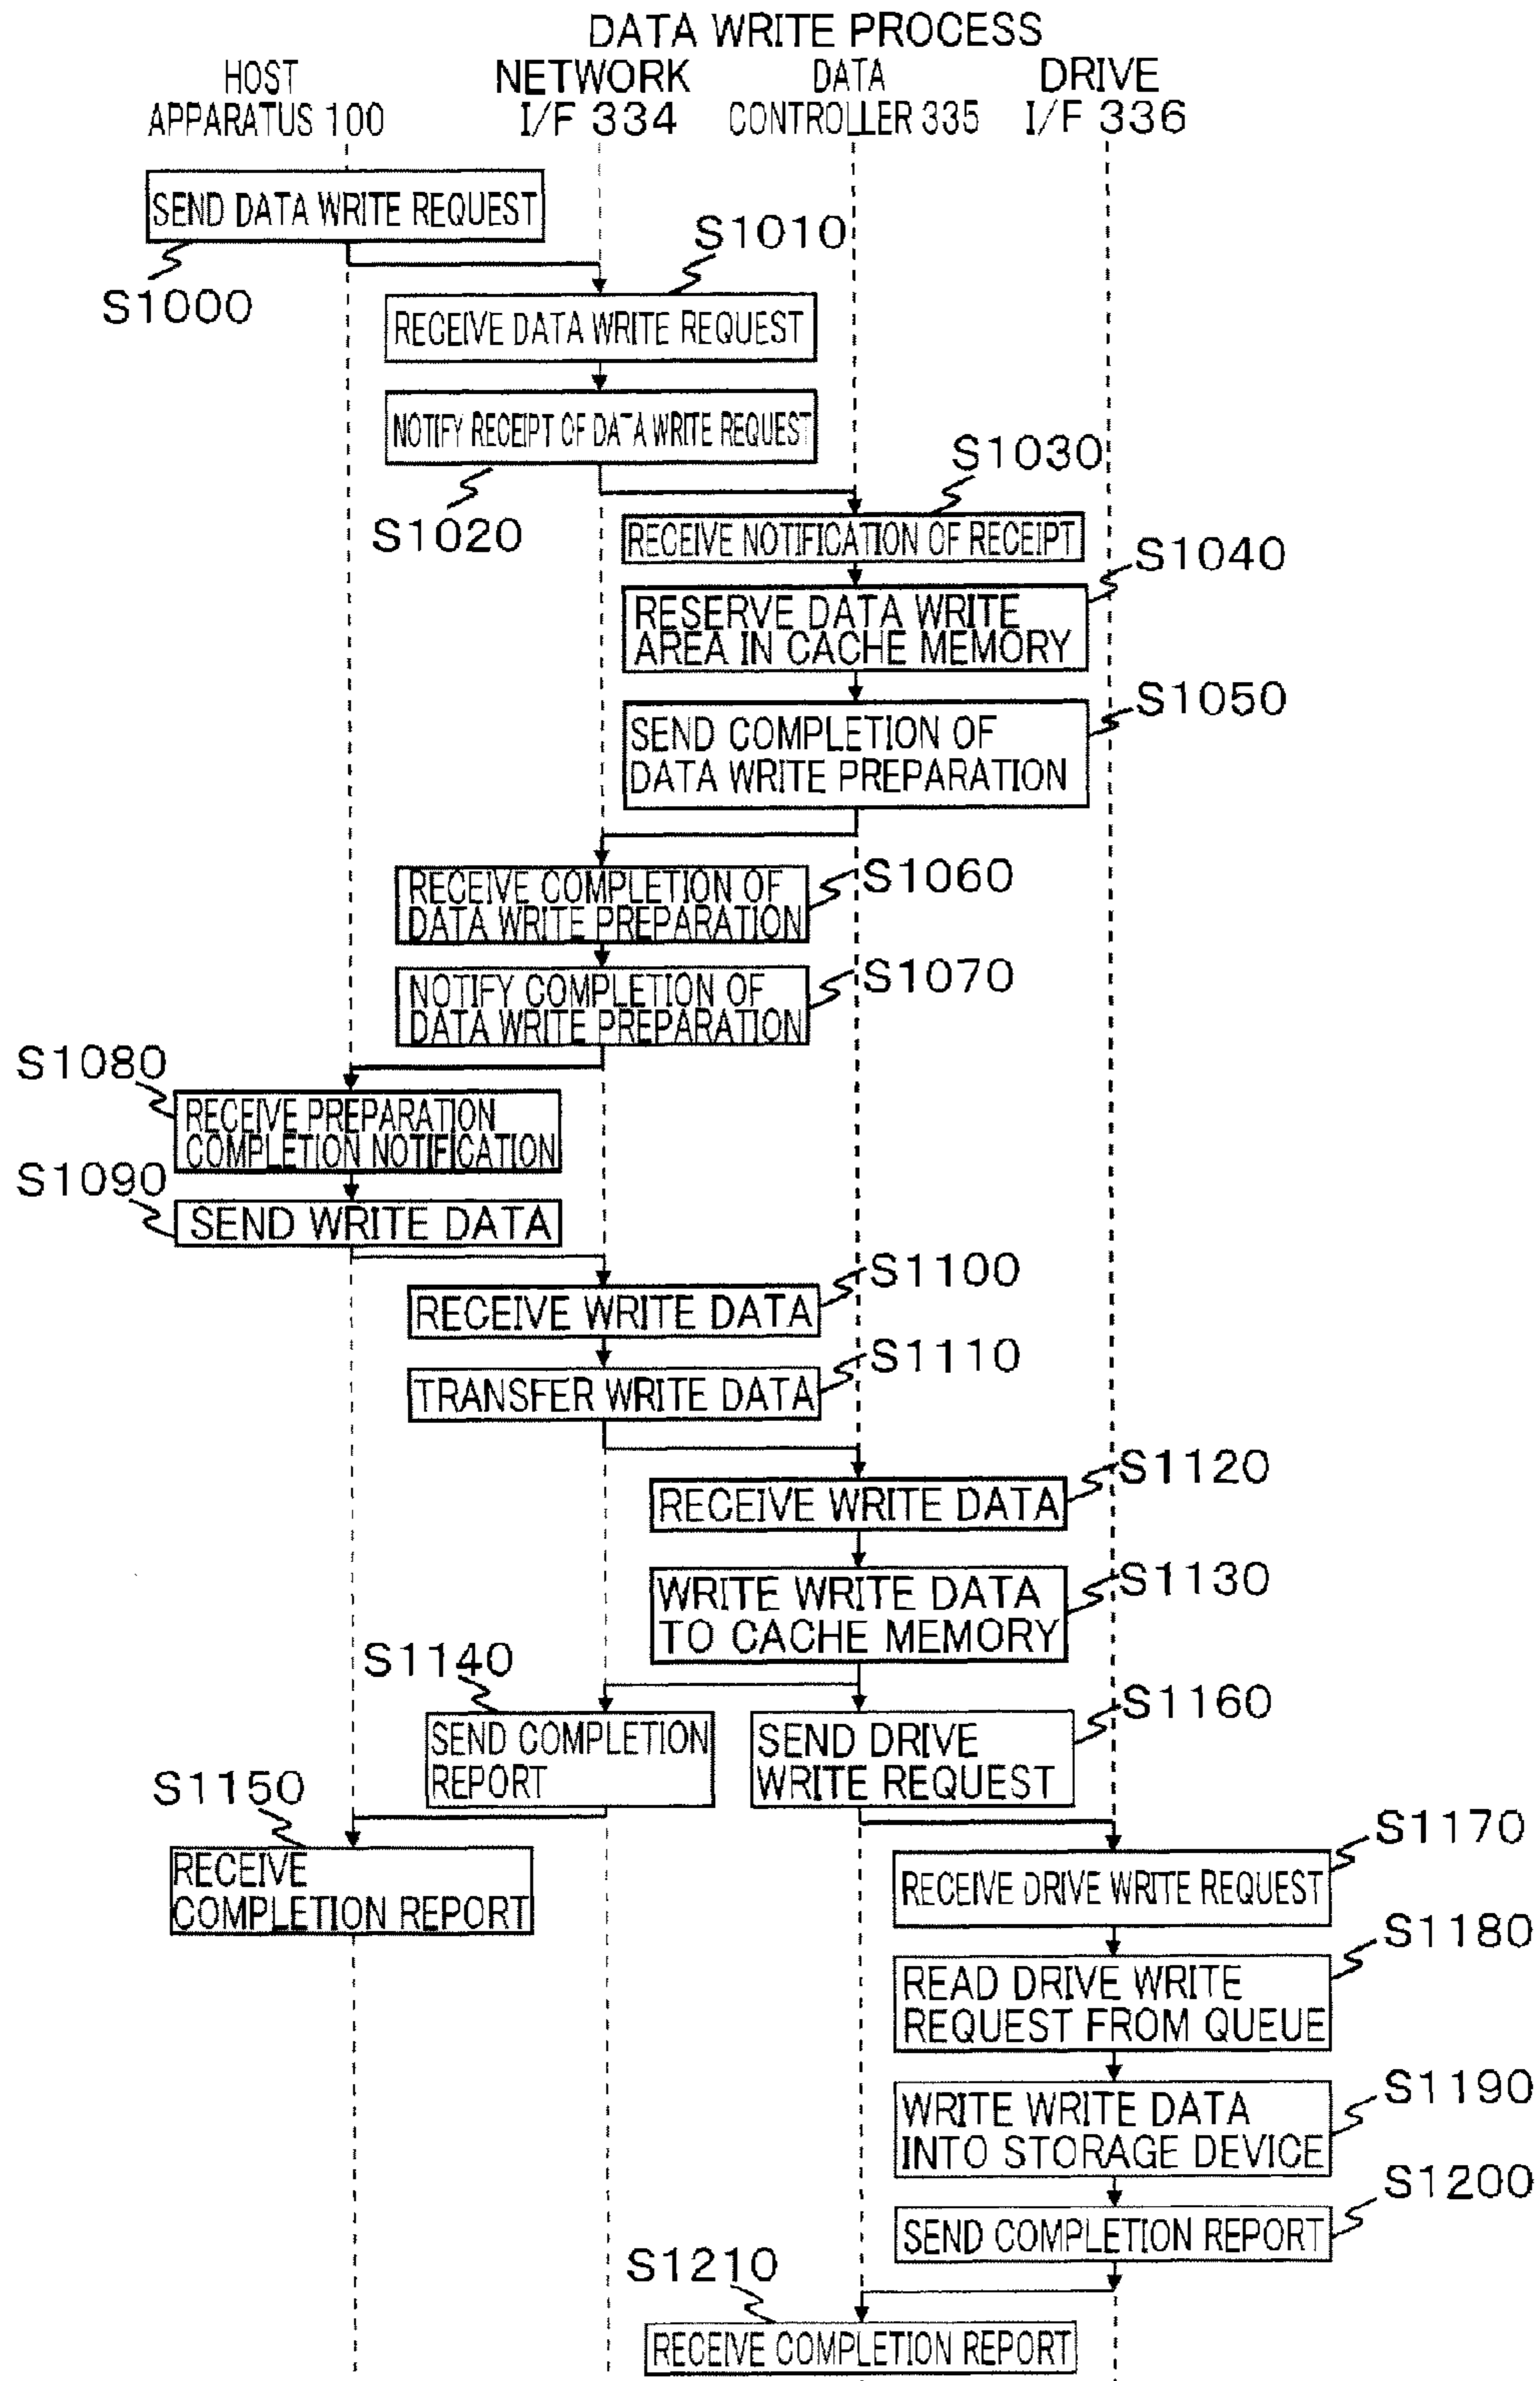 DATA WRITE PROCESS
HOST
APPARATUS 100
NETWORK
I/F 334
DATA
CONTROLLER 335
DRIVE
I/F 336
SEND DATA WRITE REQUEST
S1000
S1010
RECEIVE DATA WRITE REQUEST
NOTIFY RECEIPT OF DATA WRITE REQUEST
S1020
S1030
RECEIVE NOTIFICATION OF RECEIPT
S1040
RESERVE DATA WRITE
AREA IN CACHE MEMORY
S1050
SEND COMPLETION OF
DATA WRITE PREPARATION
S1060
RECEIVE COMPLETION OF
DATA WRITE PREPARATION
S1070
NOTIFY COMPLETION OF
DATA WRITE PREPARATION
S1080
RECEIVE PREPARATION
COMPLETION NOTIFICATION
S1090
SEND WRITE DATA
S1100
RECEIVE WRITE DATA
S1110
TRANSFER WRITE DATA
S1120
RECEIVE WRITE DATA
S1130
WRITE WRITE DATA
TO CACHE MEMORY
S1140
SEND COMPLETION
REPORT
S1160
SEND DRIVE
WRITE REQUEST
S1150
RECEIVE
COMPLETION REPORT
S1170
RECEIVE DRIVE WRITE REQUEST
S1180
READ DRIVE WRITE
REQUEST FROM QUEUE
S1190
WRITE WRITE DATA
INTO STORAGE DEVICE
S1200
SEND COMPLETION REPORT
S1210
RECEIVE COMPLETION REPORT